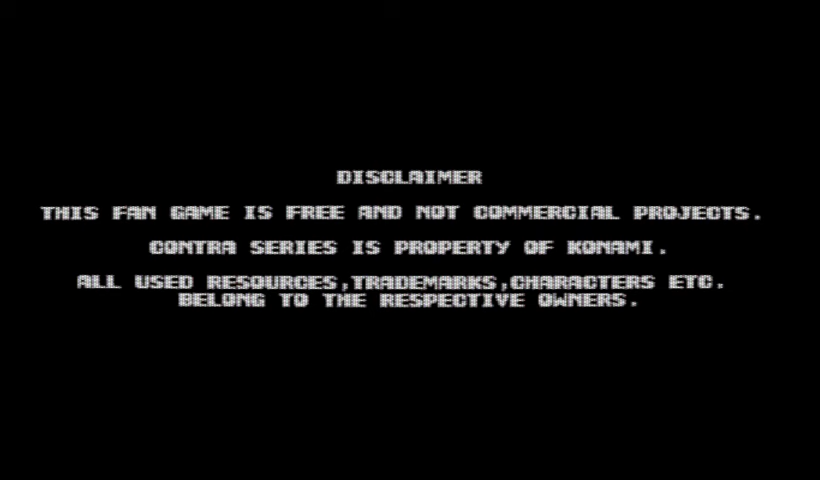 DISCLAIMER
THIS FAN GAME IS FREE AND NOT COMMERCIAL PROJECTS.
CONTRA SERIES IS PROPERTY OF KONAMI.
ALL USED RESOURCES,TRADEMARKS,CHARACTERS ETC.
BELONG TO THE RESPECTIVE OWNERS.